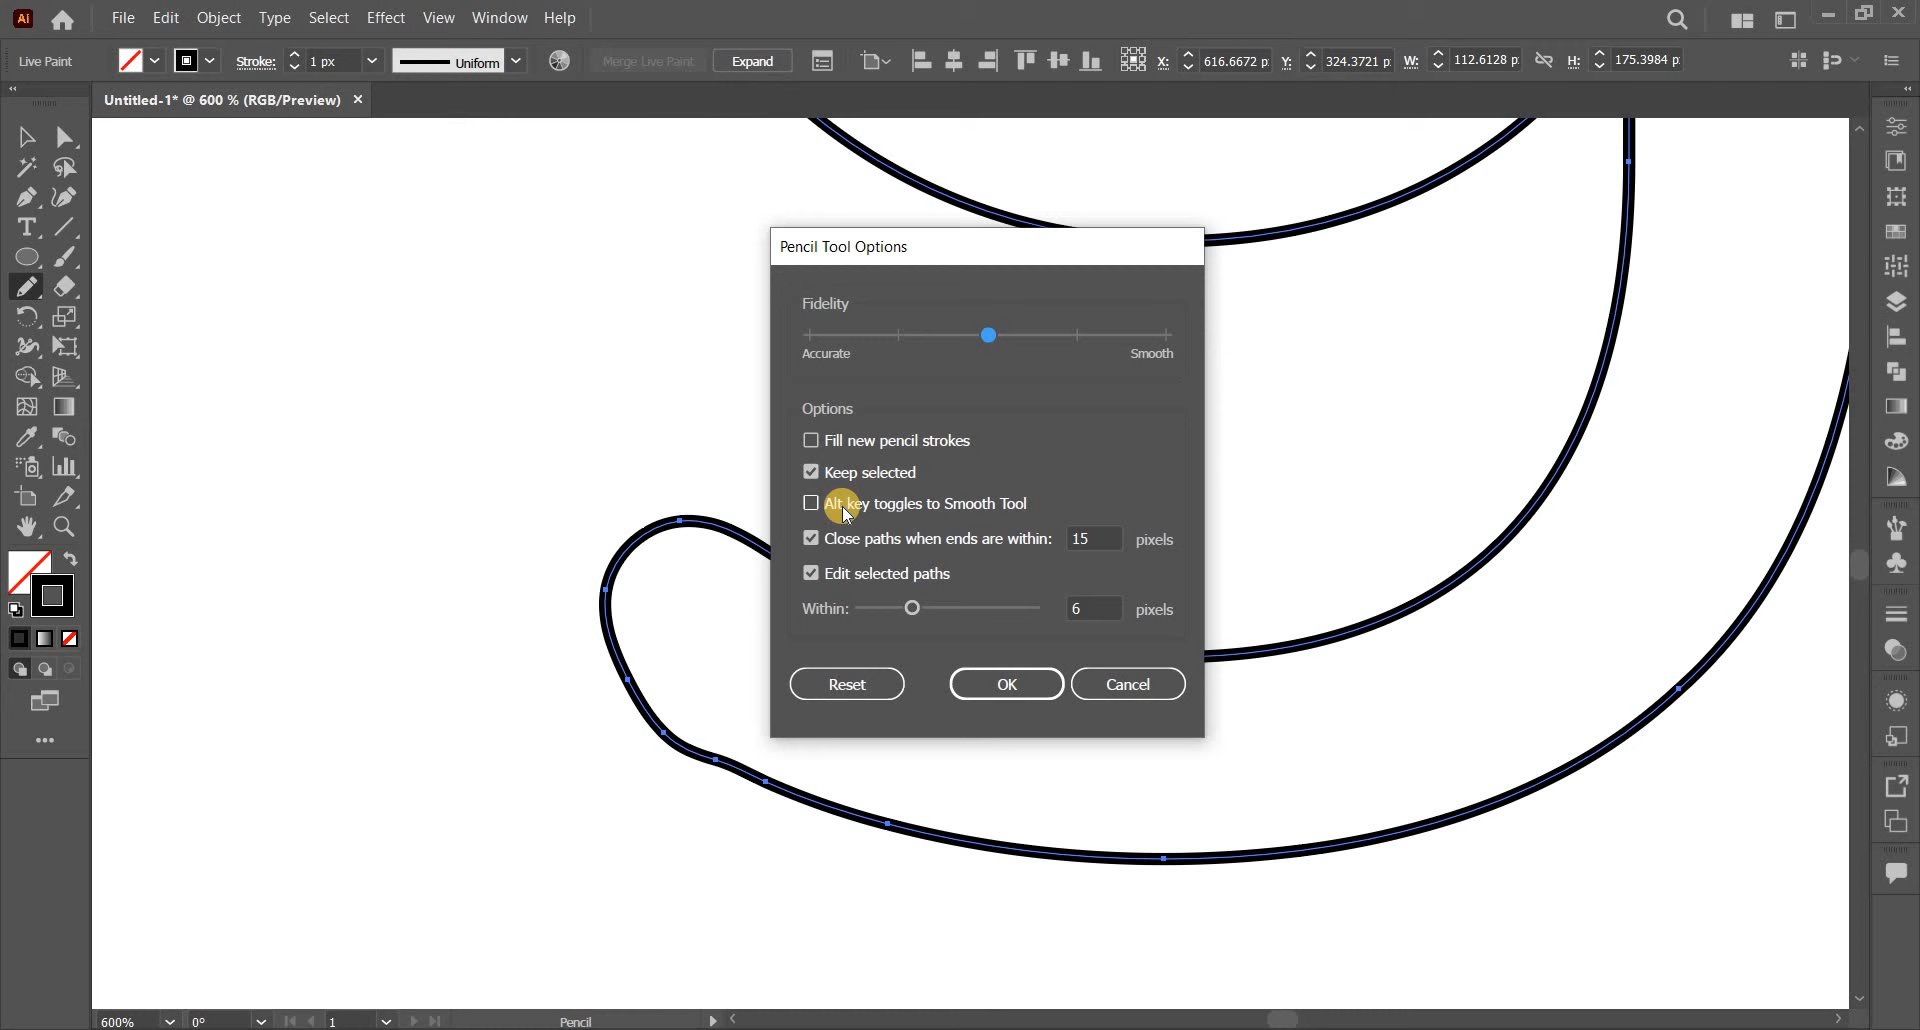 Ai File Edit Object Type Select Effect View Window Help
Live Paint Stroke: 1 px Uniform Merge Live Paint Expand X: 616.6672 p Y: 324.3721 p W: 112.6128 p H: 175.3984 p
Untitled-1* @ 600 % (RGB/Preview) ×
Pencil Tool Options
Fidelity
Accurate Smooth
Options
Fill new pencil strokes
Keep selected
Alt key toggles to Smooth Tool
Close paths when ends are within: 15 pixels
Edit selected paths
Within: 6 pixels
Reset OK Cancel
600% 0° 1 Pencil